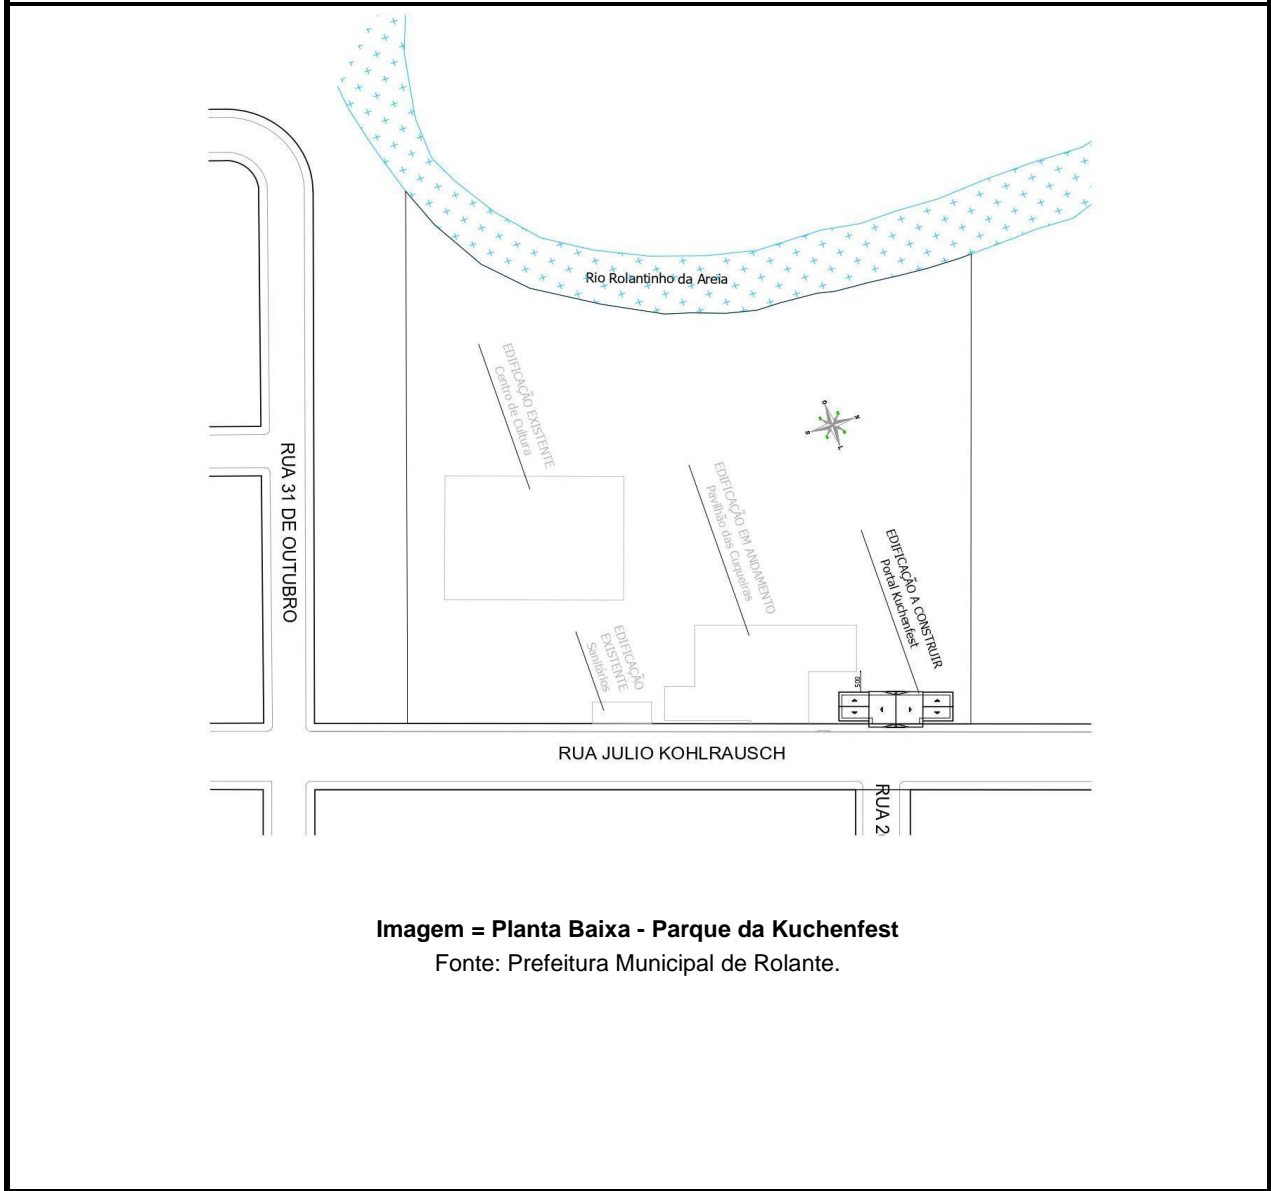 Rio Rolantinho da Areia
EDIFICAÇÃO EXISTENTE
Centro de Cultura
O
N
S
L
EDIFICAÇÃO EM ANDAMENTO
Pavilhão das Cuqueiras
EDIFICAÇÃO A CONSTRUIR
Portal Kuchenfest
RUA 31 DE OUTUBRO
EDIFICAÇÃO
EXISTENTE
Sanitários
500
RUA JULIO KOHLRAUSCH
RUA 2
Imagem = Planta Baixa - Parque da Kuchenfest
Fonte: Prefeitura Municipal de Rolante.